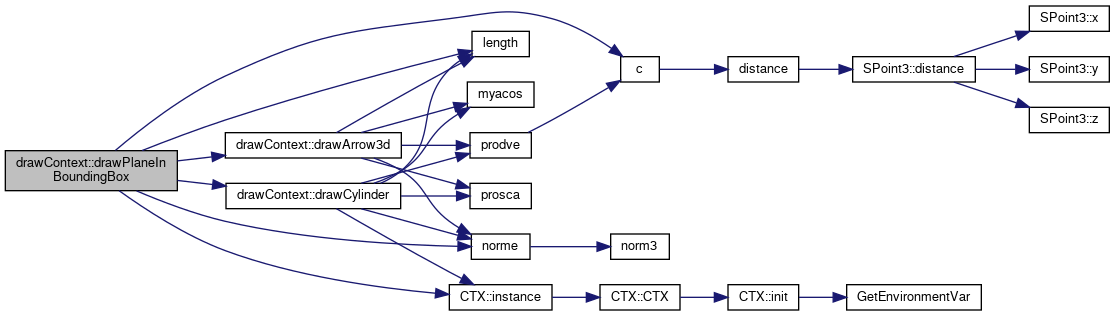 drawContext::drawPlaneIn
BoundingBox
drawContext::drawArrow3d
drawContext::drawCylinder
length
myacos
prodve
prosca
norme
CTX::instance
c
norm3
CTX::CTX
distance
CTX::init
SPoint3::distance
GetEnvironmentVar
SPoint3::x
SPoint3::y
SPoint3::z